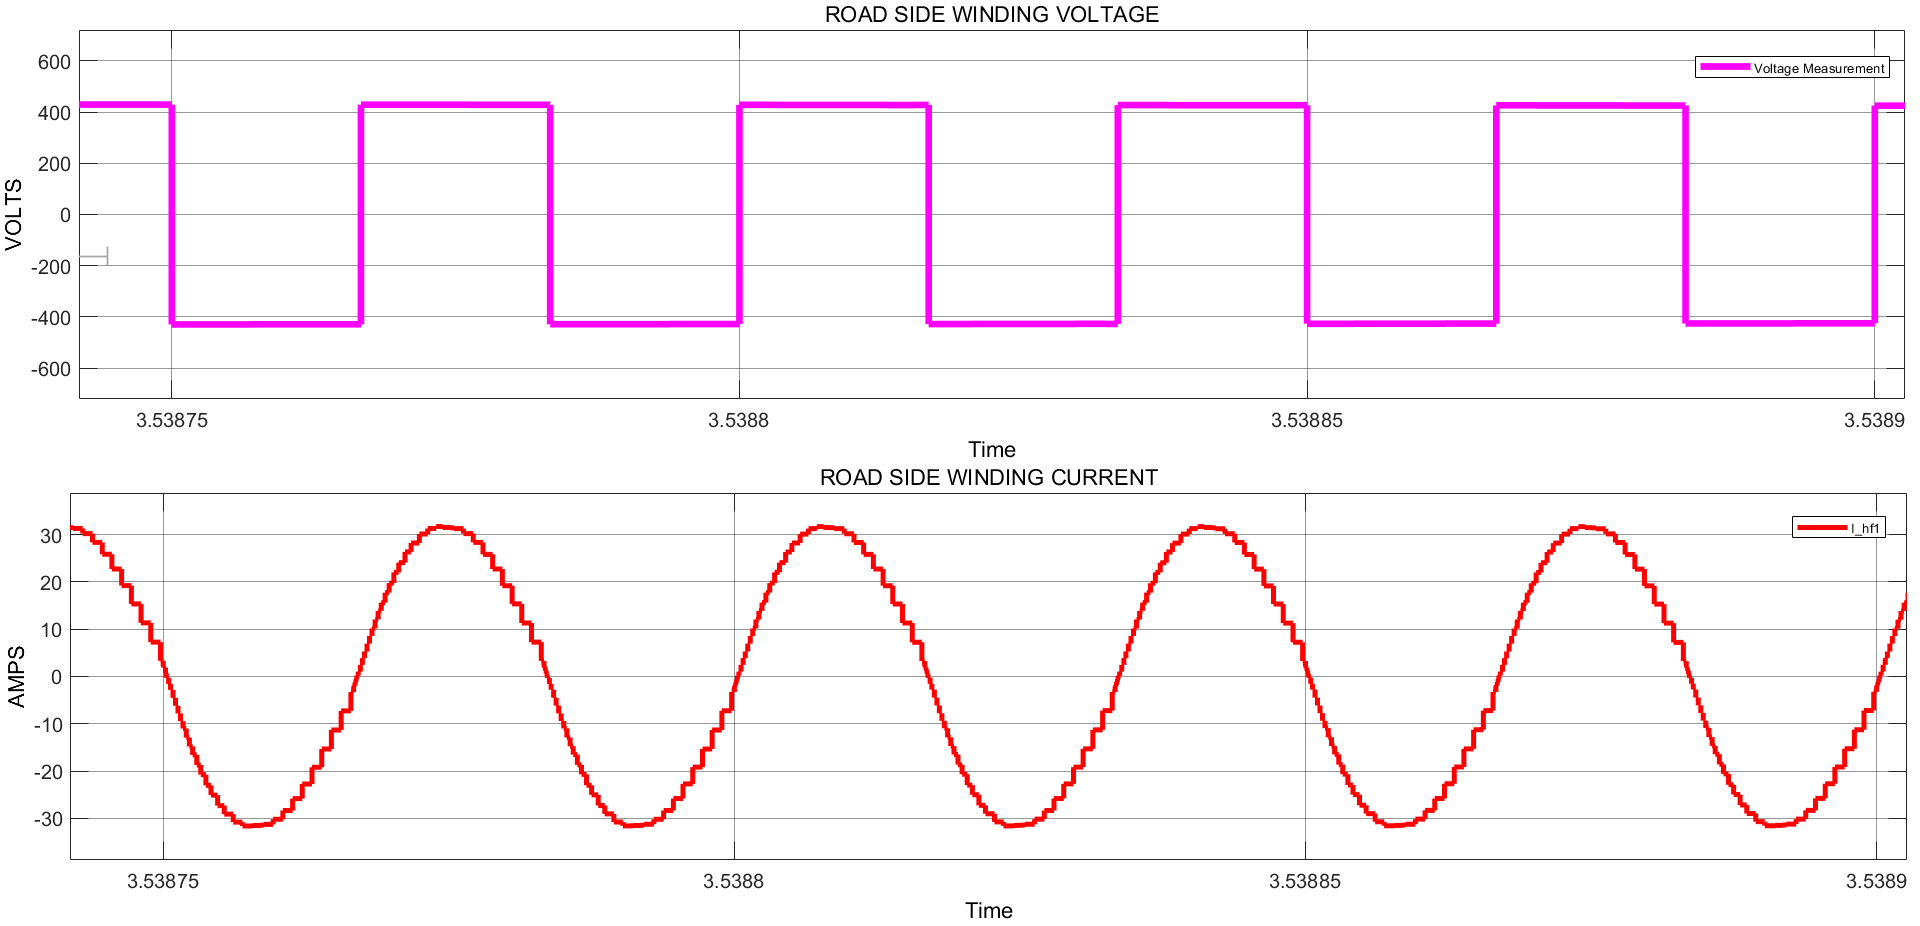 ROAD SIDE WINDING VOLTAGE
600
400
200
0
-200
-400
-600
VOLTS
Voltage Measurement
3.53875
3.5388
3.53885
3.5389
Time
ROAD SIDE WINDING CURRENT
30
20
10
0
-10
-20
-30
AMPS
I_hf1
3.53875
3.5388
3.53885
3.5389
Time